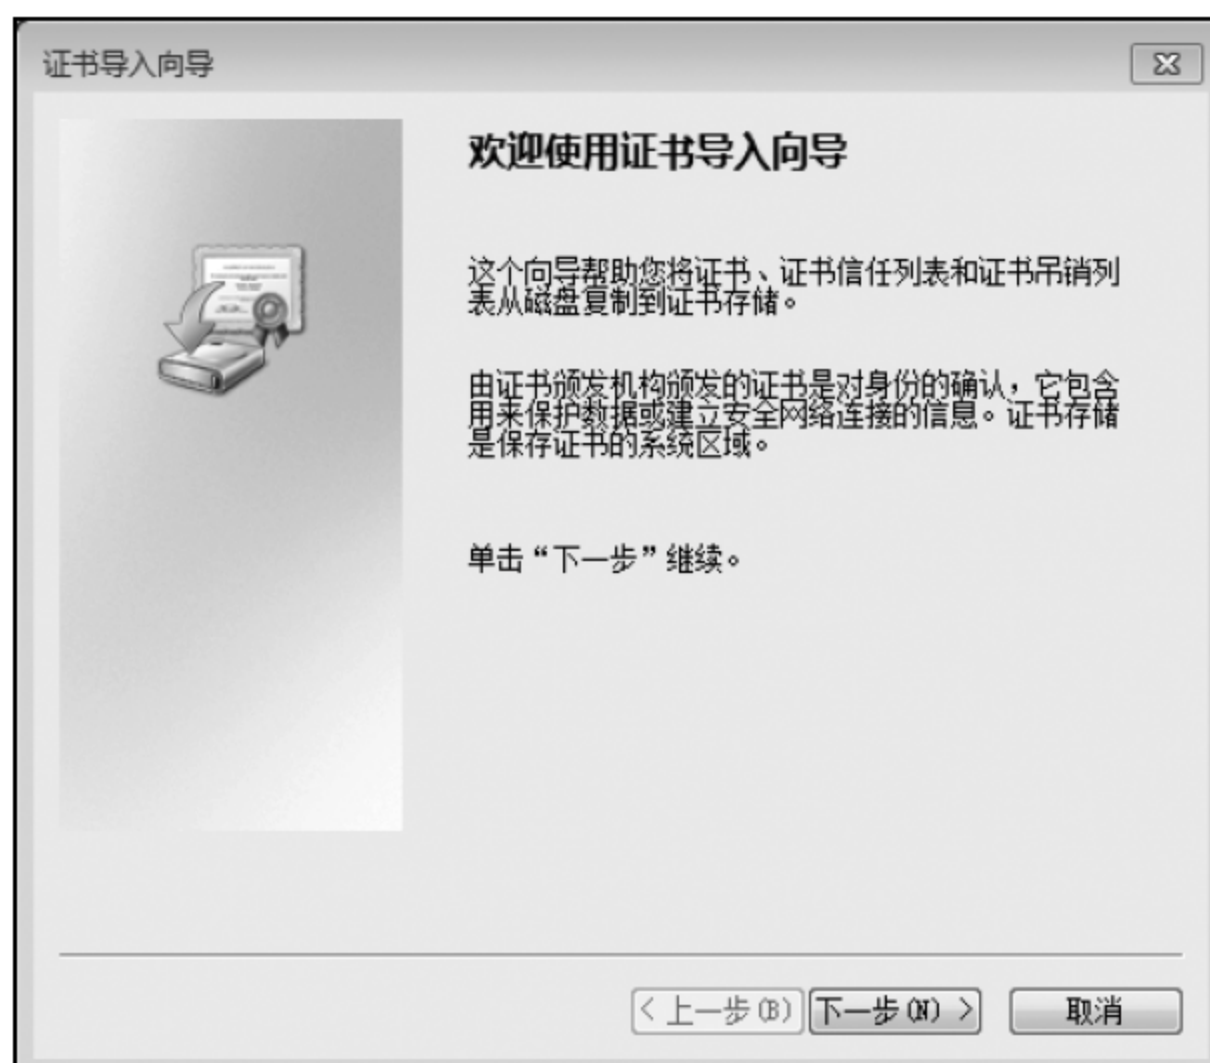 证书导入向导
欢迎使用证书导入向导
这个向导帮助您将证书、证书信任列表和证书吊销列
表从磁盘复制到证书存储。
由证书颁发机构颁发的证书是对身份的确认，它包含
用来保护数据或建立安全网络连接的信息。证书存储
是保存证书的系统区域。
单击“下一步”继续。
< 上一步(B) 下一步(N) > 取消